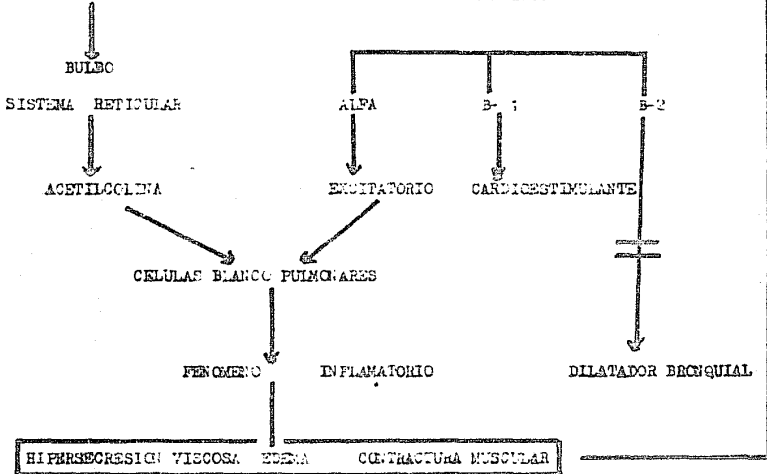 BULBO
SISTEMA RETICULAR
ALFA B-1 B-2
ACETILCOLINA EXCITATORIO CARDIOESTIMULANTE
CELULAS BLANCO PULMONARES
FENOMENO INFLAMATORIO
DILATADOR BRONQUIAL
HIPERSECRESION VISCOSA EDEMA CONTRACTURA MUSCULAR